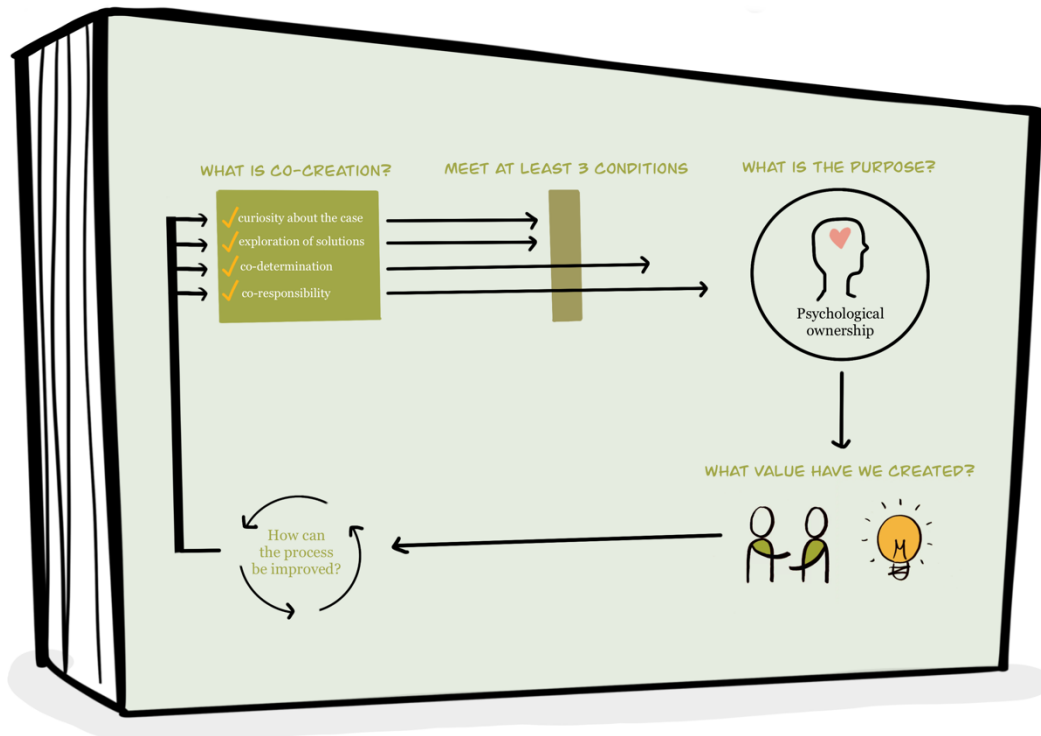 WHAT IS CO-CREATION?
MEET AT LEAST 3 CONDITIONS
WHAT IS THE PURPOSE?
curiosity about the case
exploration of solutions
co-determination
co-responsibility
Psychological
ownership
WHAT VALUE HAVE WE CREATED?
How can
the process
be improved?